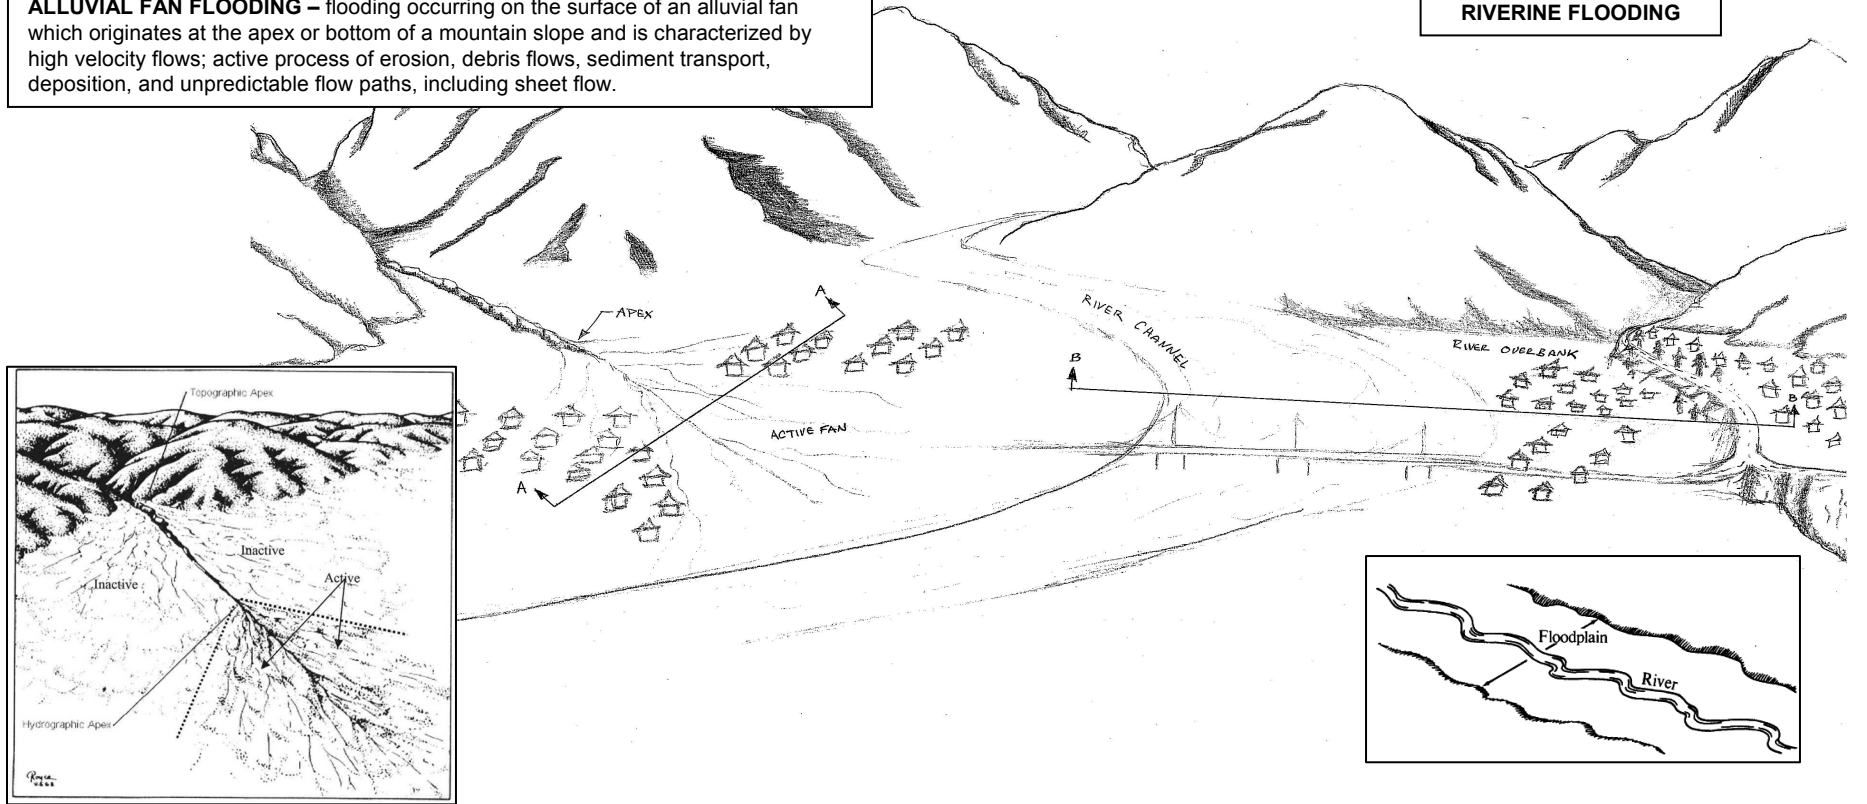 ALLUVIAL FAN FLOODING – flooding occurring on the surface of an alluvial fan
which originates at the apex or bottom of a mountain slope and is characterized by
high velocity flows; active process of erosion, debris flows, sediment transport,
deposition, and unpredictable flow paths, including sheet flow.
RIVERINE FLOODING
A
APEX
RIVER CHANNEL
B
RIVER OVERBANK
B
ACTIVE FAN
A
Topographic Apex
Inactive
Inactive
Active
Hydrographic Apex
Floodplain
River